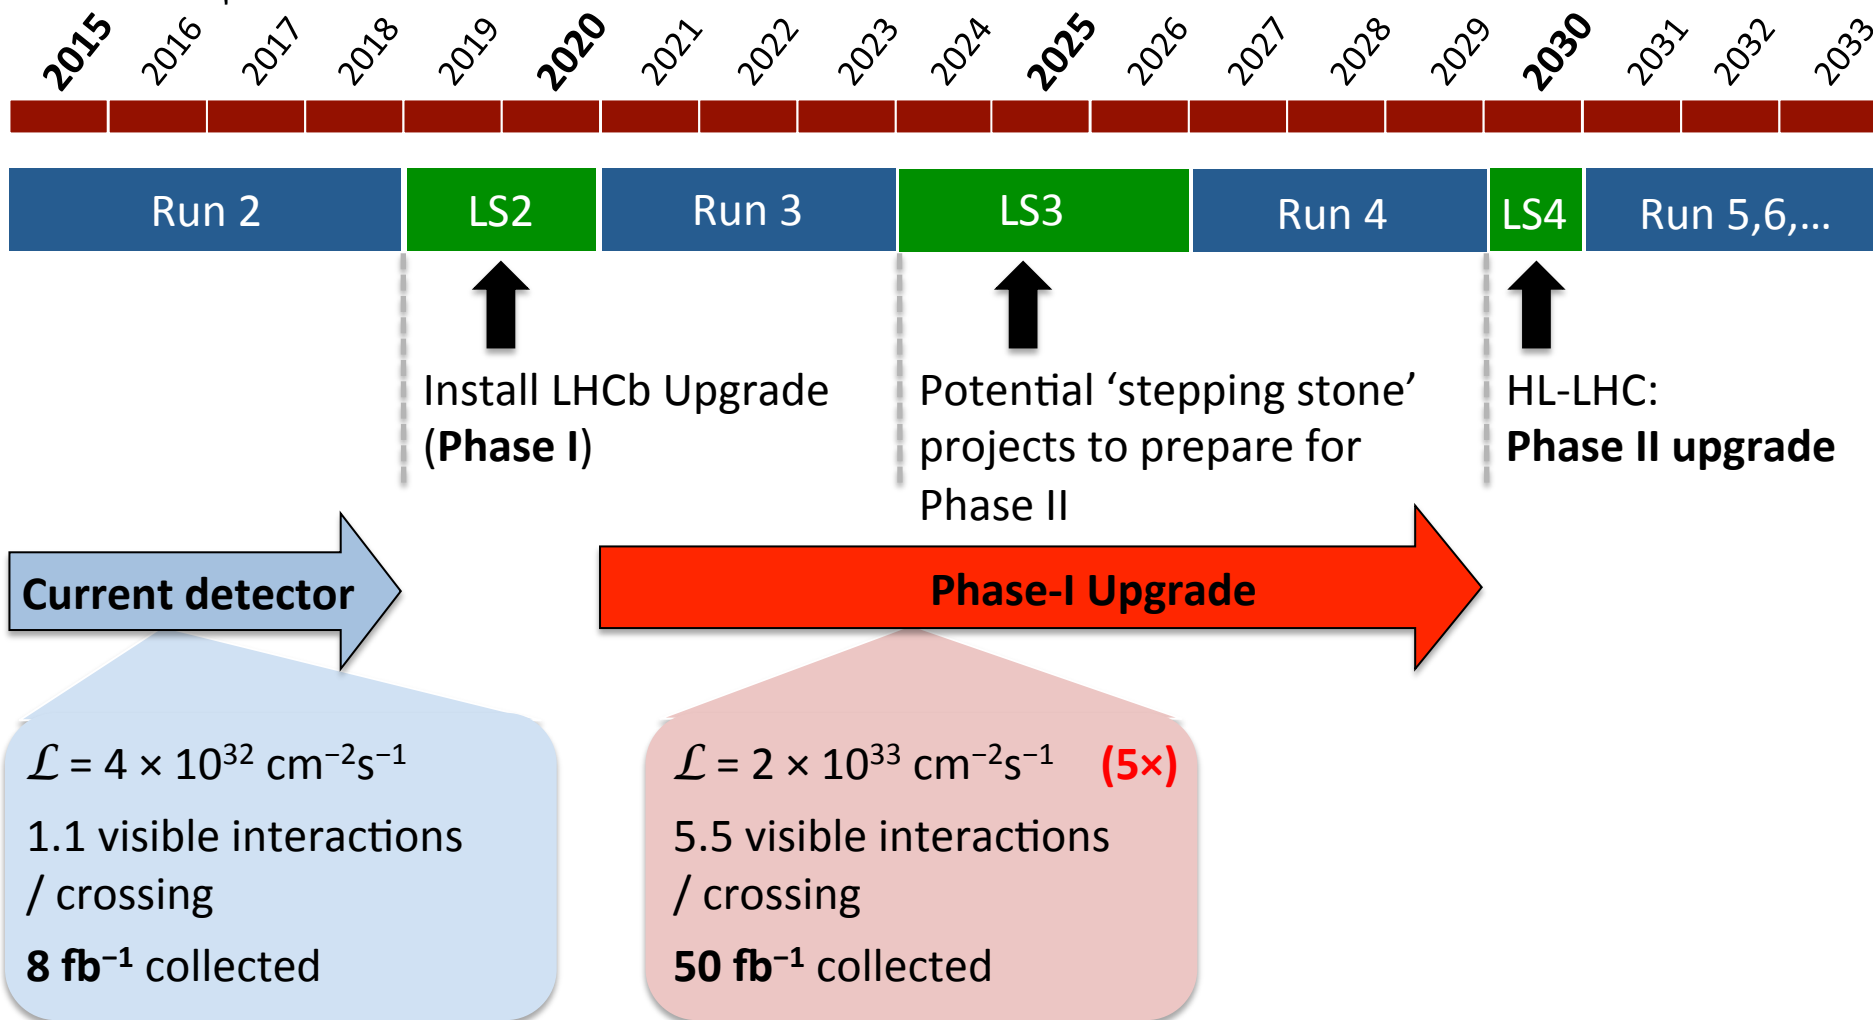 2015 2016 2017 2018 2019 2020 2021 2022 2023 2024 2025 2026 2027 2028 2029 2030 2031 2032 2033
Run 2 LS2 Run 3 LS3 Run 4 LS4 Run 5,6,...
Install LHCb Upgrade
(Phase I)
Potential ‘stepping stone’
projects to prepare for
Phase II
HL-LHC:
Phase II upgrade
Current detector
Phase-I Upgrade
ℒ = 4 × 10³² cm⁻²s⁻¹
1.1 visible interactions
/ crossing
8 fb⁻¹ collected
ℒ = 2 × 10³³ cm⁻²s⁻¹ (5×)
5.5 visible interactions
/ crossing
50 fb⁻¹ collected